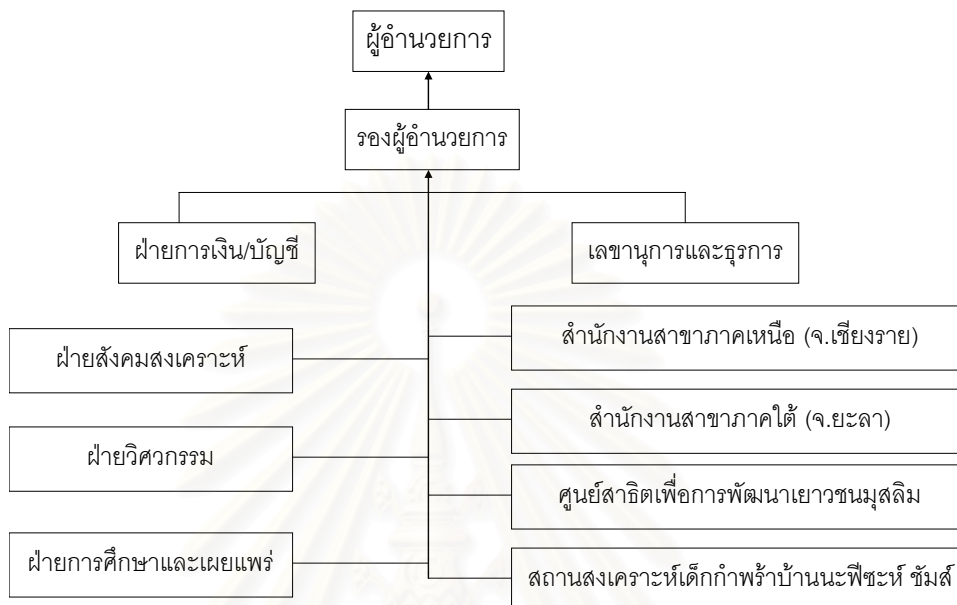 ผู้อำนวยการ
รองผู้อำนวยการ
ฝ่ายการเงิน/บัญชี
เลขานุการและธุรการ
ฝ่ายสังคมสงเคราะห์
สำนักงานสาขาภาคเหนือ (จ.เชียงราย)
สำนักงานสาขาภาคใต้ (จ.ยะลา)
ฝ่ายวิศวกรรม
ศูนย์สาธิตเพื่อการพัฒนาเยาวชนมุสลิม
ฝ่ายการศึกษาและเผยแพร่
สถานสงเคราะห์เด็กกำพร้าบ้านนะฟีซะห์ ชัมส์